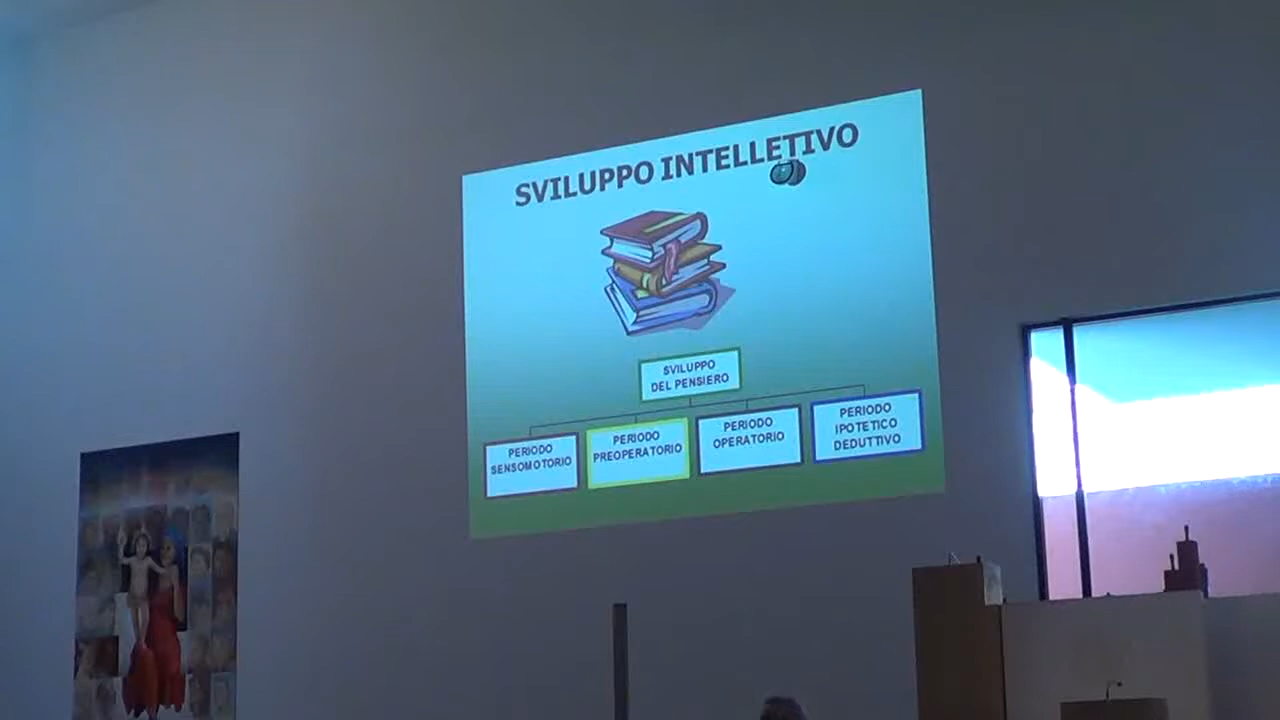 SVILUPPO INTELLETIVO
SVILUPPO
DEL PENSIERO
PERIODO
SENSOMOTORIO
PERIODO
PREOPERATORIO
PERIODO
OPERATORIO
PERIODO
IPOTETICO
DEDUTTIVO